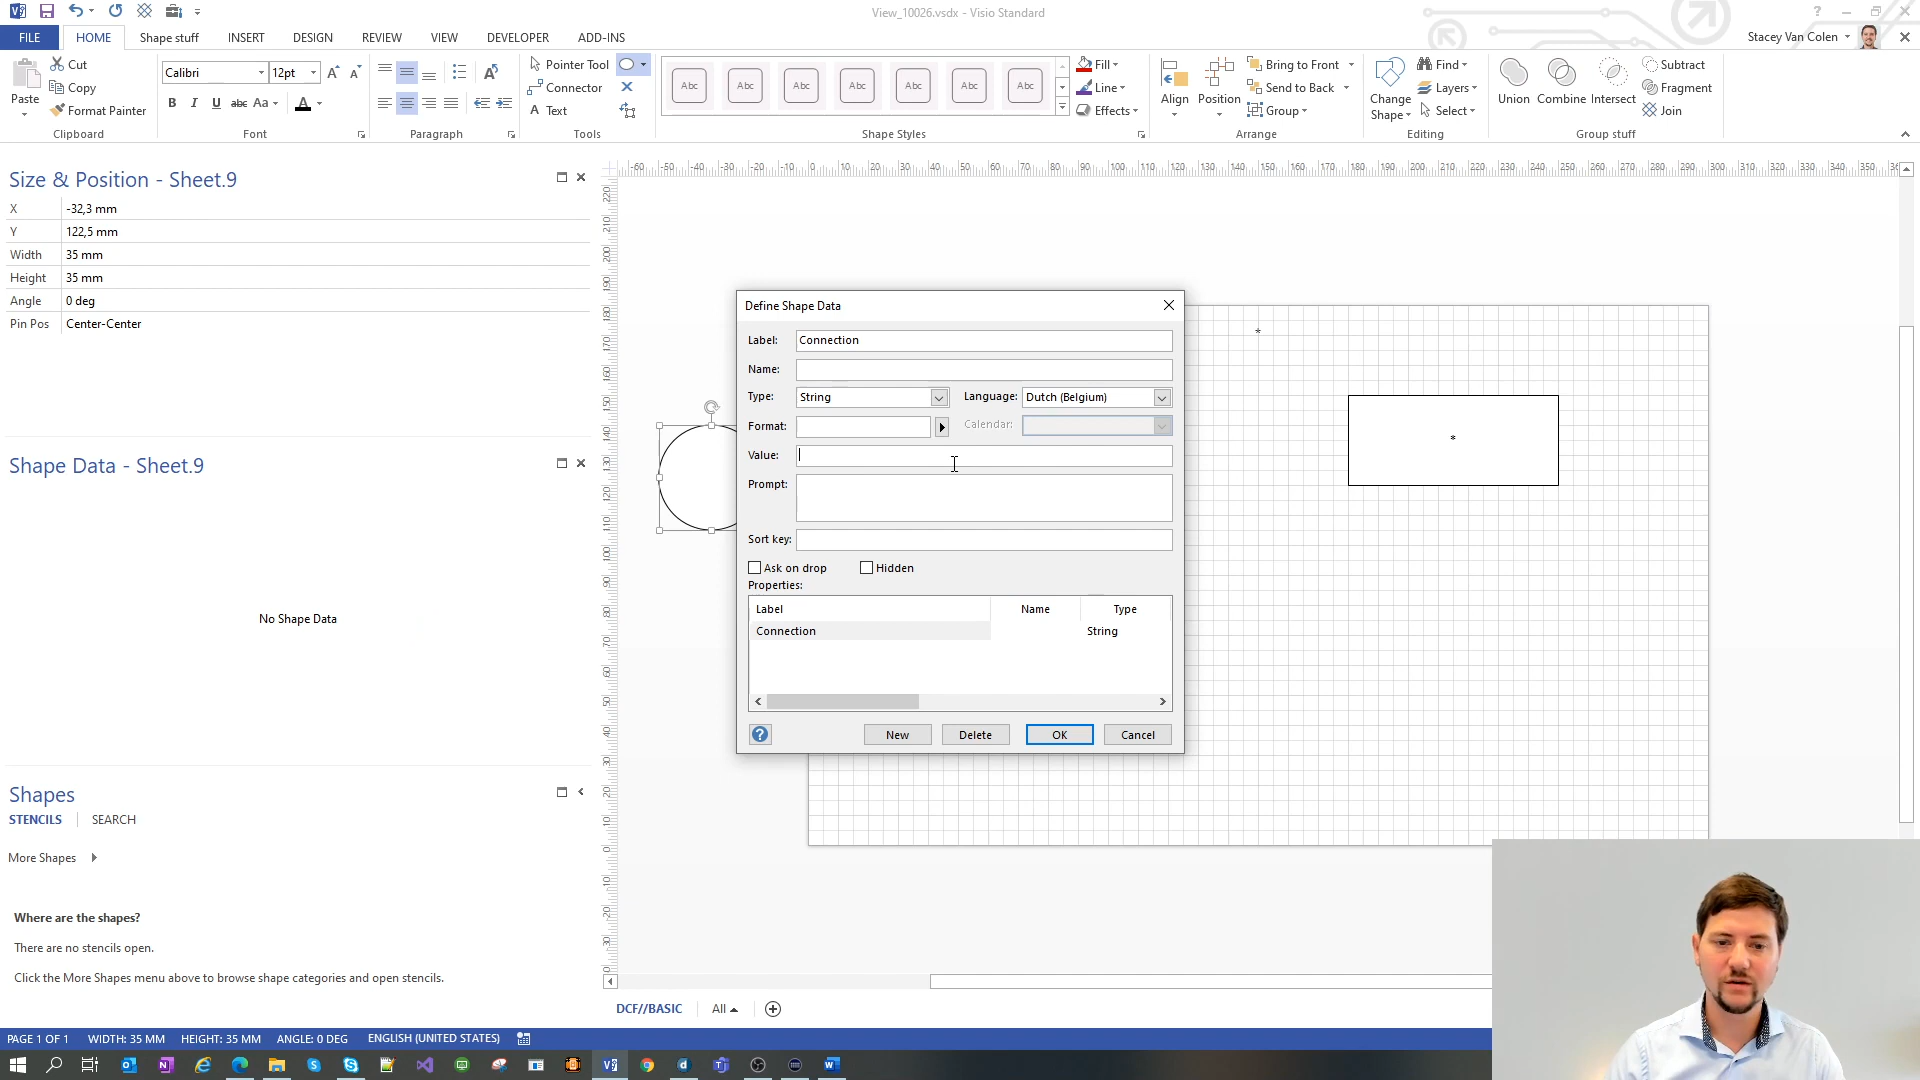 View_10026.vsdx - Visio Standard
FILE HOME Shape stuff INSERT DESIGN REVIEW VIEW DEVELOPER ADD-INS
Stacey Van Colen
Paste
Cut
Copy
Format Painter
Clipboard
Calibri 12pt
Font
Paragraph
Pointer Tool
Connector
A Text
Tools
Abc Abc Abc Abc Abc Abc Abc
Shape Styles
Fill
Line
Effects
Align
Position
Bring to Front
Send to Back
Group
Arrange
Change
Shape
Find
Layers
Select
Editing
Union
Combine
Intersect
Subtract
Fragment
Join
Group stuff
Size & Position - Sheet.9
X -32,3 mm
Y 122,5 mm
Width 35 mm
Height 35 mm
Angle 0 deg
Pin Pos Center-Center
Shape Data - Sheet.9
No Shape Data
Shapes
STENCILS SEARCH
More Shapes
Where are the shapes?
There are no stencils open.
Click the More Shapes menu above to browse shape categories and open stencils.
Define Shape Data
Label: Connection
Name:
Type: String Language: Dutch (Belgium)
Format: Calendar:
Value:
Prompt:
Sort key:
Ask on drop Hidden
Properties:
Label Name Type
Connection String
New Delete OK Cancel
*
*
DCF//BASIC All
PAGE 1 OF 1 WIDTH: 35 MM HEIGHT: 35 MM ANGLE: 0 DEG ENGLISH (UNITED STATES)